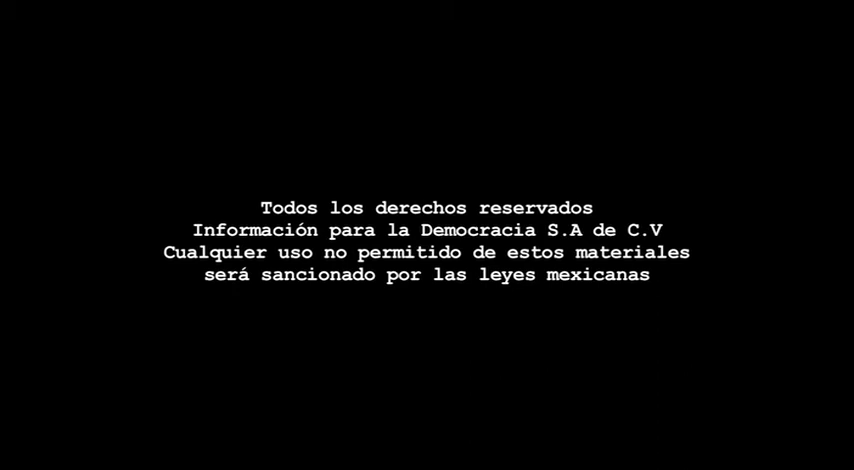 Todos los derechos reservados
Información para la Democracia S.A de C.V
Cualquier uso no permitido de estos materiales
será sancionado por las leyes mexicanas